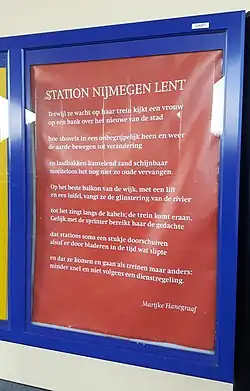 STATION NIJMEGEN LENT
Terwijl ze wacht op haar trein kijkt een vrouw
op een bank over het nieuwe van de stad
hoe shovels in een onbegrijpelijk heen en weer
de aarde bewegen tot verandering
en laadbakken kantelend zand schijnbaar
moeiteloos het nog niet zo oude vervangen.
Op het beste balkon van de wijk, met een lift
en een luifel, vangt ze de glinstering van de rivier
tot het zingt langs de kabels; de trein komt eraan.
Gelijk met de sprinter bereikt haar de gedachte
dat stations soms een stukje doorschuiven
alsof er door bladeren in de tijd wat slipte
en dat ze komen en gaan als treinen maar anders:
minder snel en niet volgens een dienstregeling.
Marijke Hanegraaf